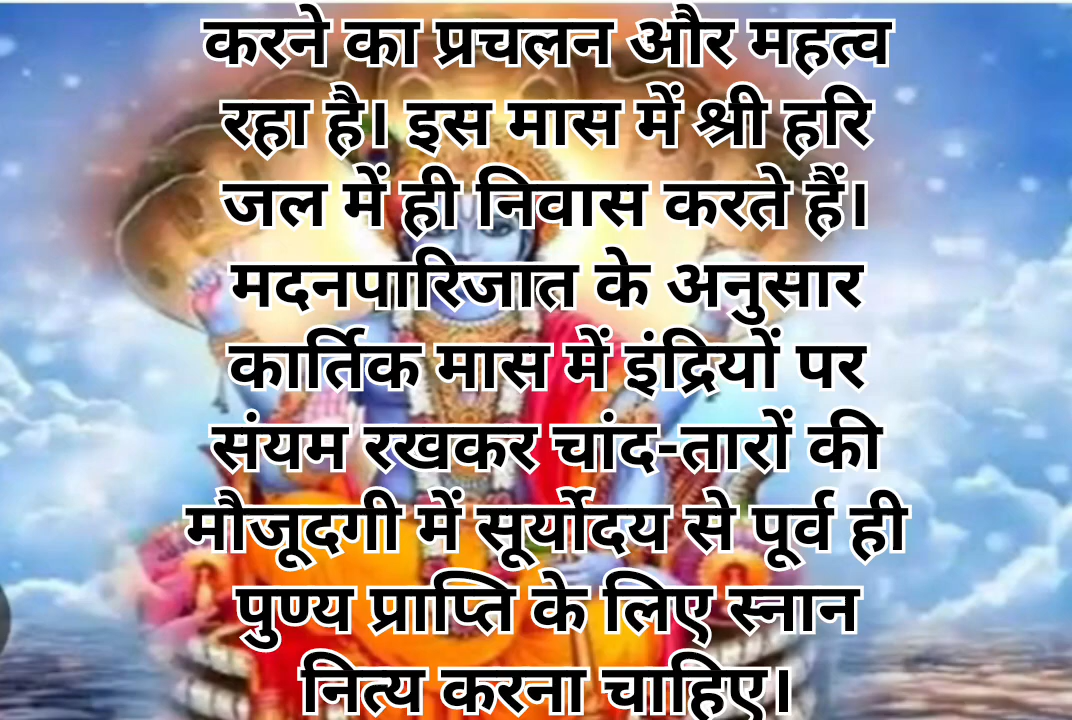 करने का प्रचलन और महत्व
रहा है। इस मास में श्री हरि
जल में ही निवास करते हैं।
मदनपारिजात के अनुसार
कार्तिक मास में इंद्रियों पर
संयम रखकर चांद-तारों की
मौजूदगी में सूर्योदय से पूर्व ही
पुण्य प्राप्ति के लिए स्नान
नित्य करना चाहिए।